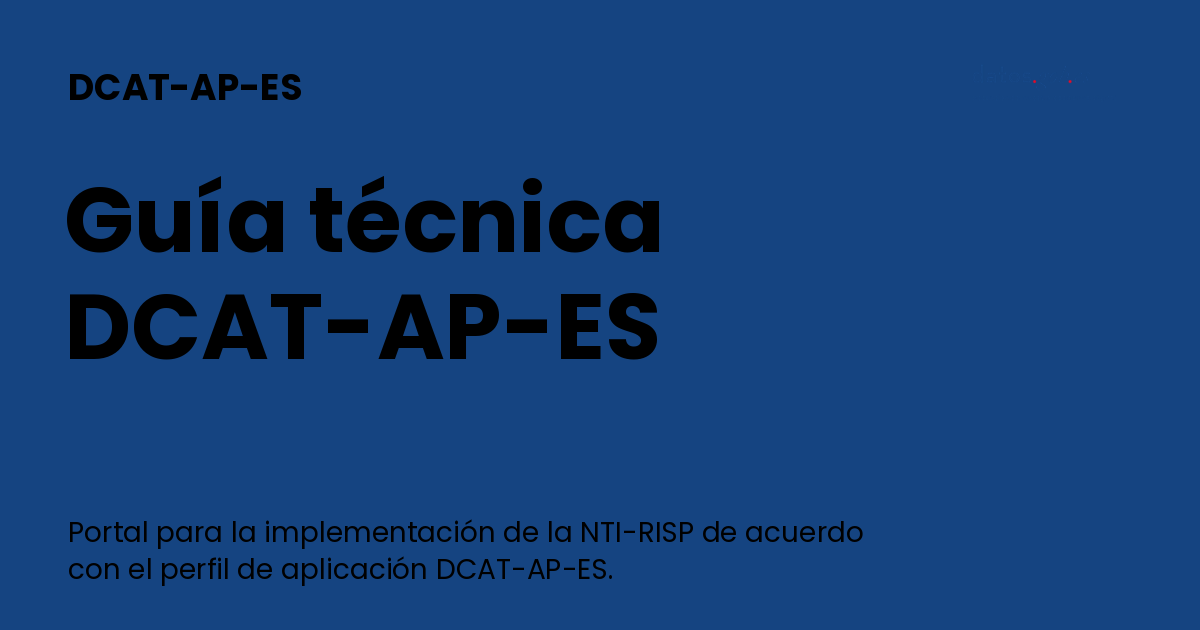 DCAT-AP-ES
Guía técnica
DCAT-AP-ES
Portal para la implementación de la NTI-RISP de acuerdo
con el perfil de aplicación DCAT-AP-ES.